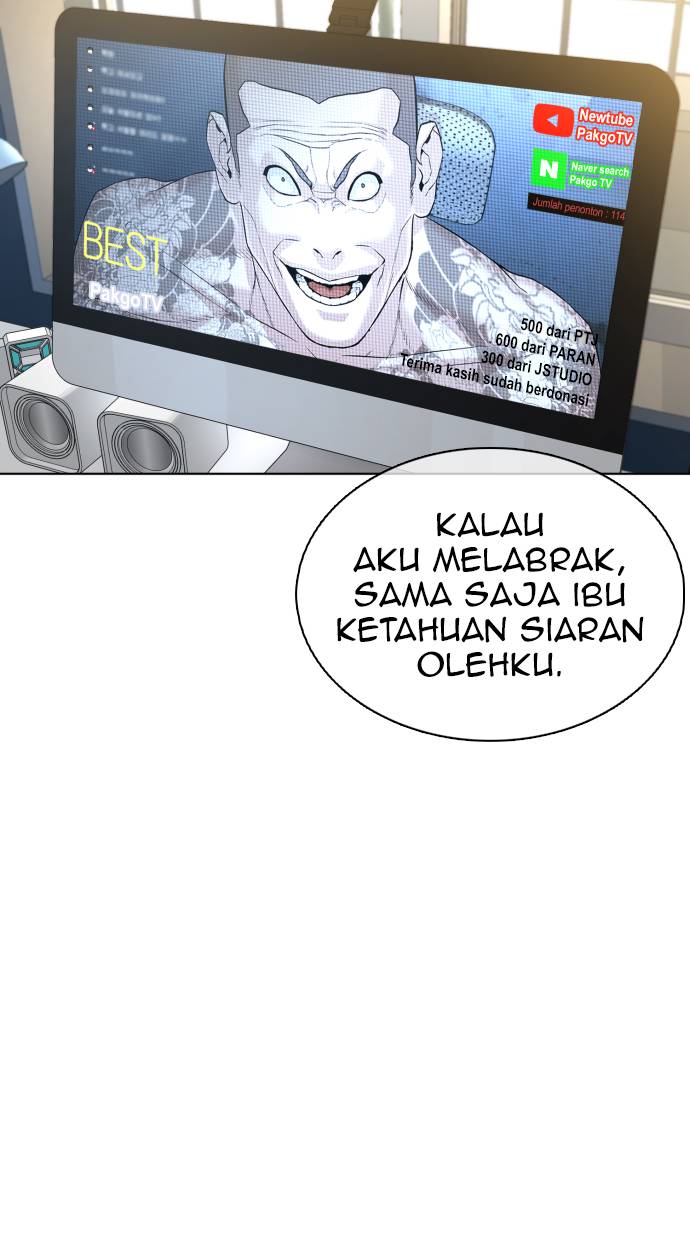 Newtube
PakgoTV
N
Naver search
Pakgo TV
Jumlah penonton : 114
BEST
PakgoTV
500 dari PTJ
600 dari PARAN
300 dari JSTUDIO
Terima kasih sudah berdonasi
KALAU
AKU MELABRAK,
SAMA SAJA IBU
KETAHUAN SIARAN
OLEHKU.